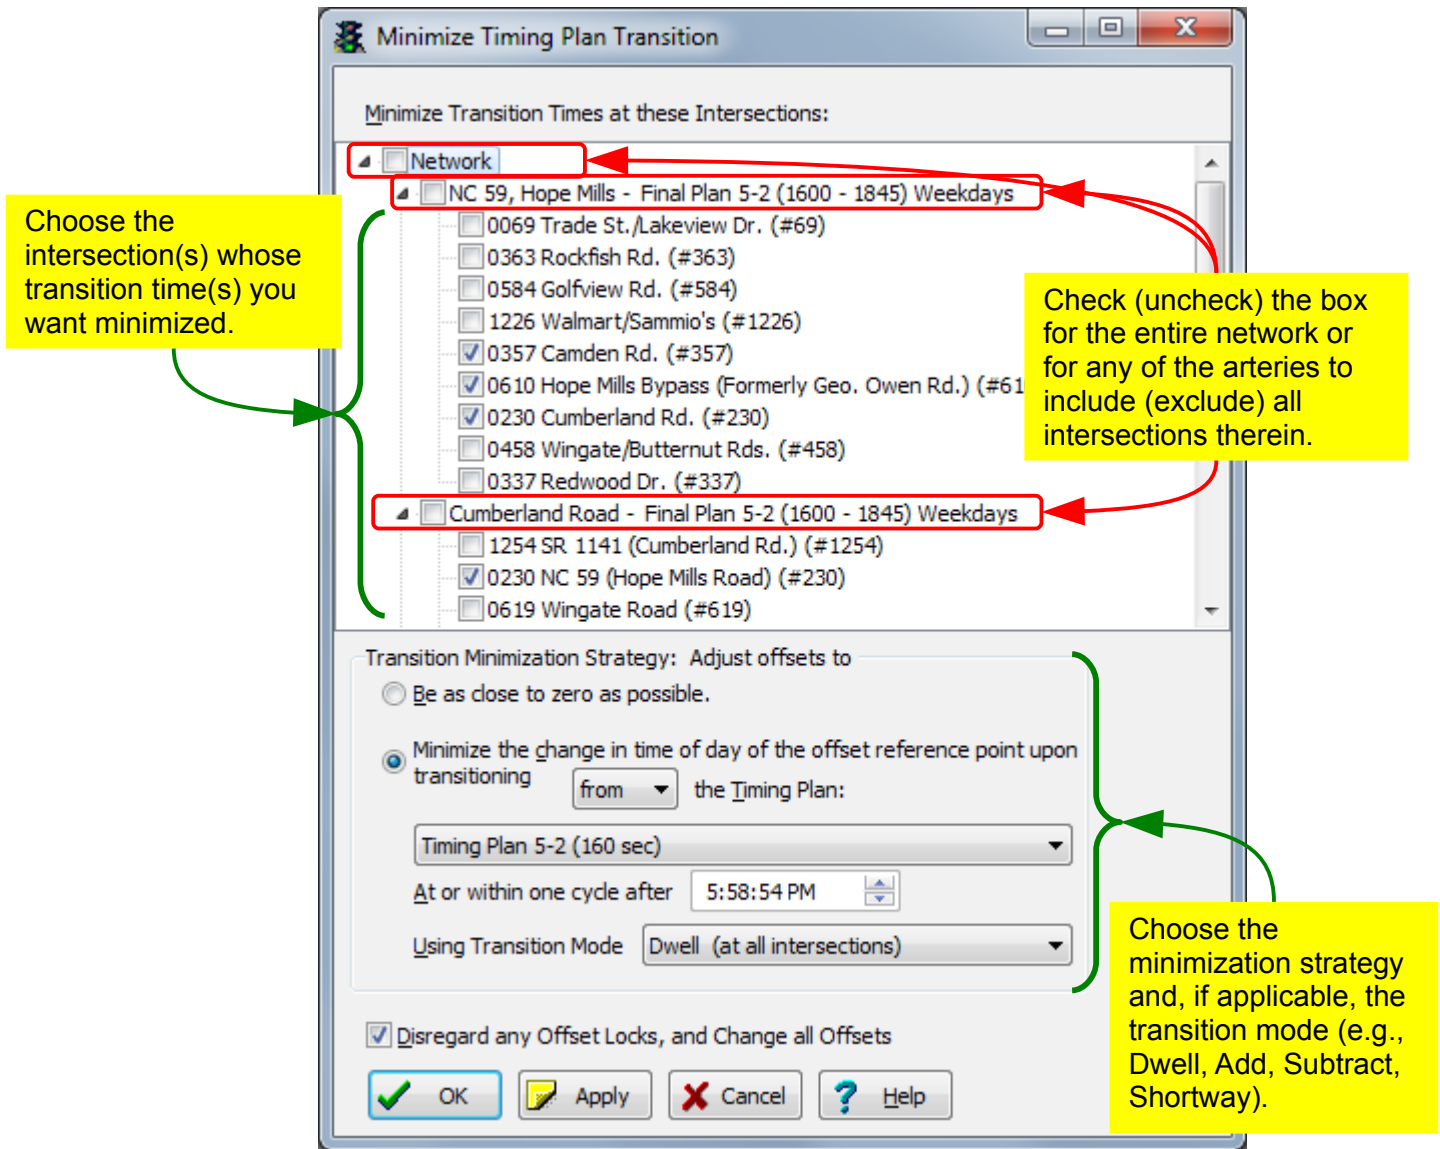 Minimize Timing Plan Transition
Minimize Transition Times at these Intersections:
Network
NC 59, Hope Mills - Final Plan 5-2 (1600 - 1845) Weekdays
0069 Trade St./Lakeview Dr. (#69)
0363 Rockfish Rd. (#363)
0584 Golfview Rd. (#584)
1226 Walmart/Sammio's (#1226)
0357 Camden Rd. (#357)
0610 Hope Mills Bypass (Formerly Geo. Owen Rd.) (#61
0230 Cumberland Rd. (#230)
0458 Wingate/Butternut Rds. (#458)
0337 Redwood Dr. (#337)
Cumberland Road - Final Plan 5-2 (1600 - 1845) Weekdays
1254 SR 1141 (Cumberland Rd.) (#1254)
0230 NC 59 (Hope Mills Road) (#230)
0619 Wingate Road (#619)
Choose the
intersection(s) whose
transition time(s) you
want minimized.
Check (uncheck) the box
for the entire network or
for any of the arteries to
include (exclude) all
intersections therein.
Transition Minimization Strategy: Adjust offsets to
Be as close to zero as possible.
Minimize the change in time of day of the offset reference point upon
transitioning from the Timing Plan:
Timing Plan 5-2 (160 sec)
At or within one cycle after 5:58:54 PM
Using Transition Mode Dwell (at all intersections)
Choose the
minimization strategy
and, if applicable, the
transition mode (e.g.,
Dwell, Add, Subtract,
Shortway).
Disregard any Offset Locks, and Change all Offsets
OK Apply Cancel Help